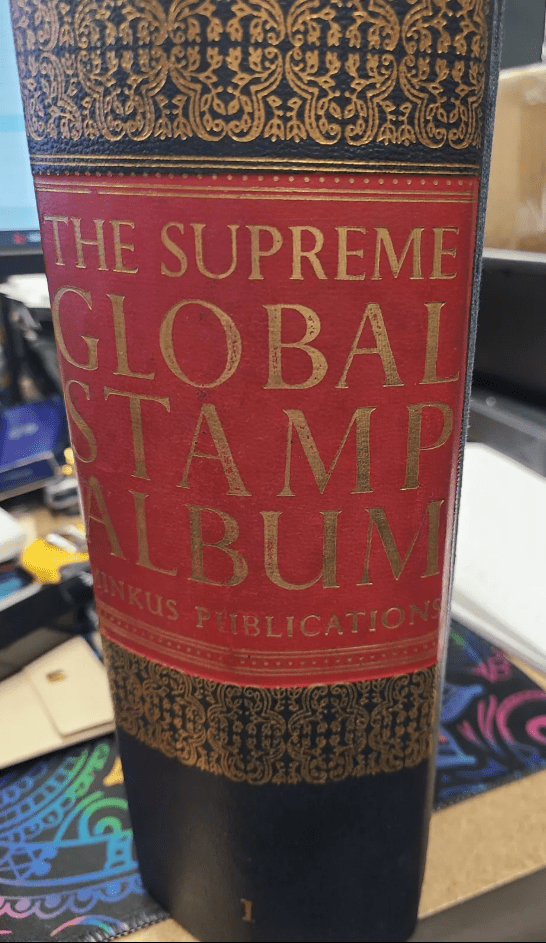 THE SUPREME
GLOBAL
STAMP
ALBUM
MINKUS PUBLICATIONS
1